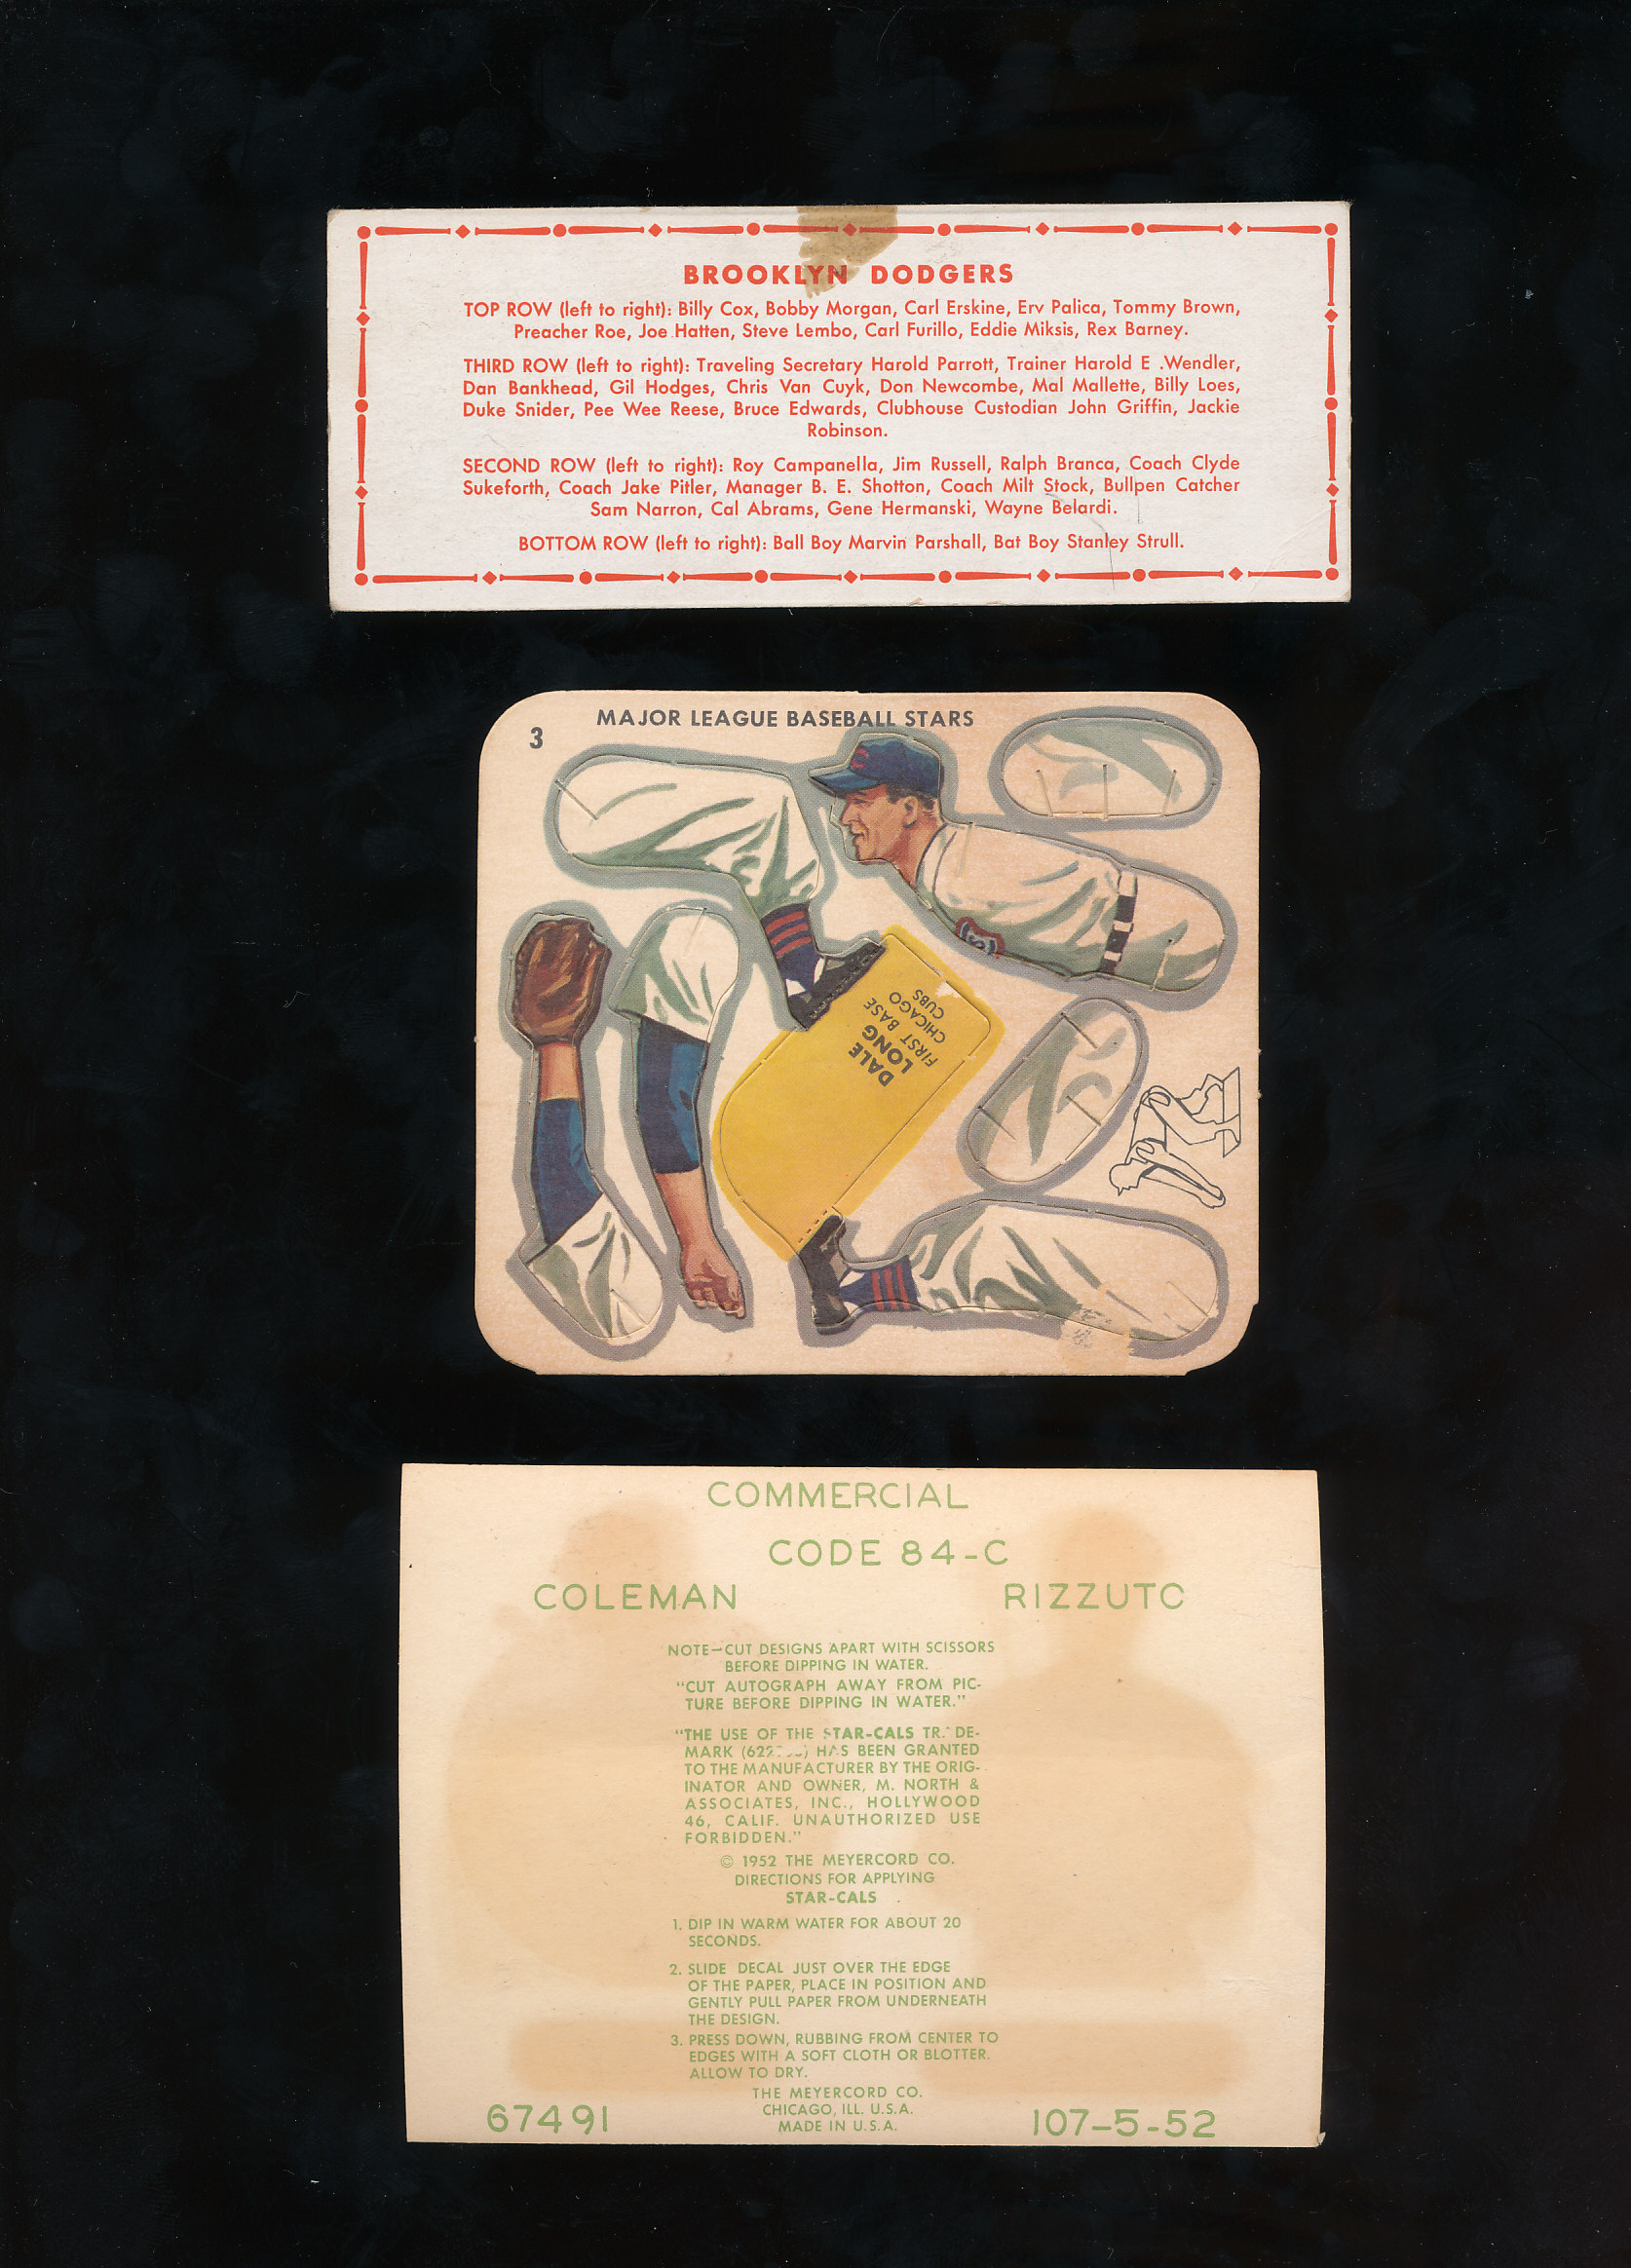 BROOKLYN DODGERS
TOP ROW (left to right): Billy Cox, Bobby Morgan, Carl Erskine, Erv Palica, Tommy Brown,
Preacher Roe, Joe Hatten, Steve Lembo, Carl Furillo, Eddie Miksis, Rex Barney.
THIRD ROW (left to right): Traveling Secretary Harold Parrott, Trainer Harold E .Wendler,
Dan Bankhead, Gil Hodges, Chris Van Cuyk, Don Newcombe, Mal Mallette, Billy Loes,
Duke Snider, Pee Wee Reese, Bruce Edwards, Clubhouse Custodian John Griffin, Jackie
Robinson.
SECOND ROW (left to right): Roy Campanella, Jim Russell, Ralph Branca, Coach Clyde
Sukeforth, Coach Jake Pitler, Manager B. E. Shotton, Coach Milt Stock, Bullpen Catcher
Sam Narron, Cal Abrams, Gene Hermanski, Wayne Belardi.
BOTTOM ROW (left to right): Ball Boy Marvin Parshall, Bat Boy Stanley Strull.
MAJOR LEAGUE BASEBALL STARS
3
DALE
LONG
FIRST BASE
CHICAGO
CUBS
COMMERCIAL
CODE 84-C
COLEMAN RIZZUTO
NOTE—CUT DESIGNS APART WITH SCISSORS
BEFORE DIPPING IN WATER.
"CUT AUTOGRAPH AWAY FROM PIC-
TURE BEFORE DIPPING IN WATER."
"THE USE OF THE STAR-CALS TRADE-
MARK HAS BEEN GRANTED
TO THE MANUFACTURER BY THE ORIG-
INATOR AND OWNER, M. NORTH &
ASSOCIATES, INC., HOLLYWOOD
46, CALIF. UNAUTHORIZED USE
FORBIDDEN."
© 1952 THE MEYERCORD CO.
DIRECTIONS FOR APPLYING
STAR-CALS
1. DIP IN WARM WATER FOR ABOUT 20
SECONDS.
2. SLIDE DECAL JUST OVER THE EDGE
OF THE PAPER, PLACE IN POSITION AND
GENTLY PULL PAPER FROM UNDERNEATH
THE DESIGN.
3. PRESS DOWN, RUBBING FROM CENTER TO
EDGES WITH A SOFT CLOTH OR BLOTTER.
ALLOW TO DRY.
THE MEYERCORD CO.
CHICAGO, ILL. U.S.A.
MADE IN U.S.A.
67491 107-5-52